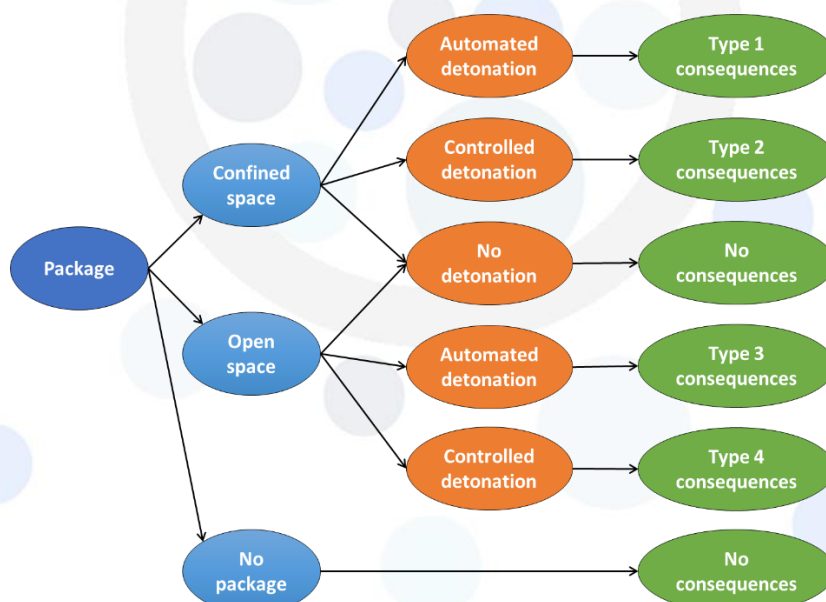 Automated
detonation
Type 1
consequences
Confined
space
Controlled
detonation
Type 2
consequences
Package
No
detonation
No
consequences
Open
space
Automated
detonation
Type 3
consequences
Controlled
detonation
Type 4
consequences
No
package
No
consequences